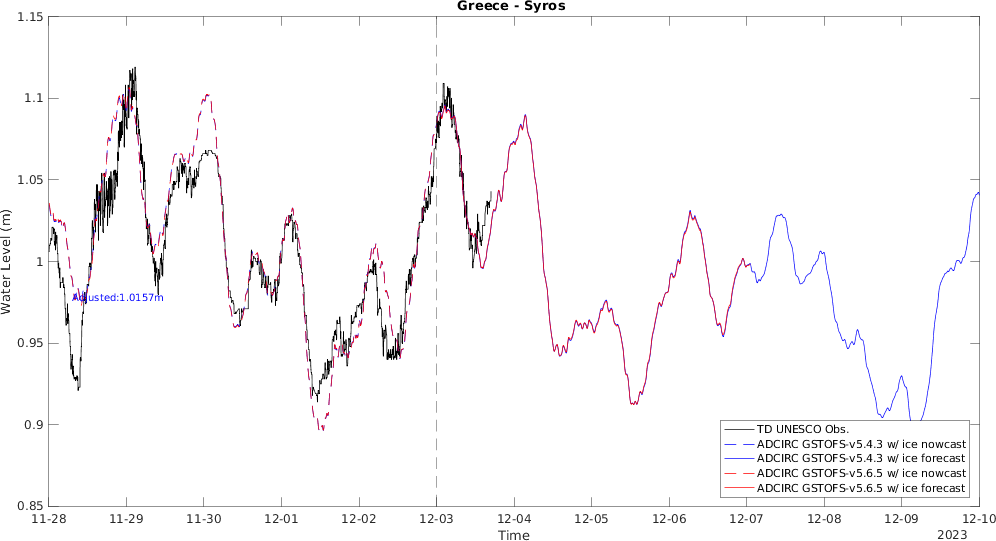 Greece - Syros
1.15
1.1
1.05
1
0.95
0.9
0.85
Water Level (m)
Adjusted:1.0157m
TD UNESCO Obs.
ADCIRC GSTOFS-v5.4.3 w/ ice nowcast
ADCIRC GSTOFS-v5.4.3 w/ ice forecast
ADCIRC GSTOFS-v5.6.5 w/ ice nowcast
ADCIRC GSTOFS-v5.6.5 w/ ice forecast
11-28 11-29 11-30 12-01 12-02 12-03 12-04 12-05 12-06 12-07 12-08 12-09 12-10
Time
2023